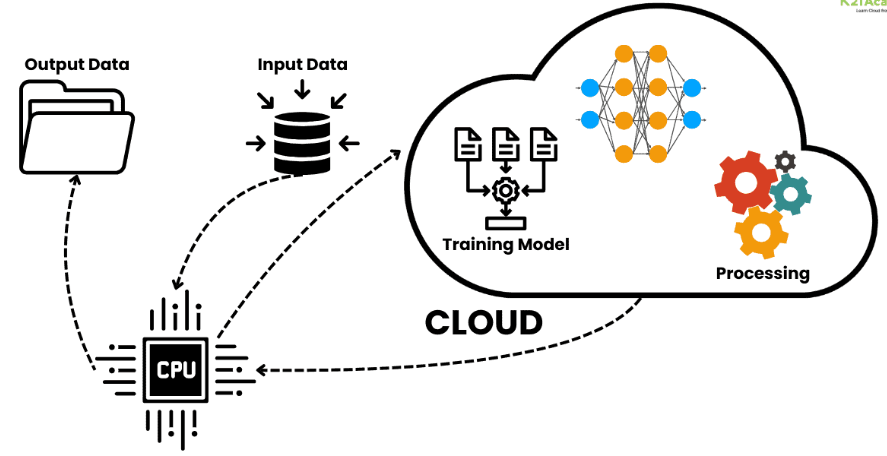 Output Data
Input Data
Training Model
Processing
CLOUD
CPU